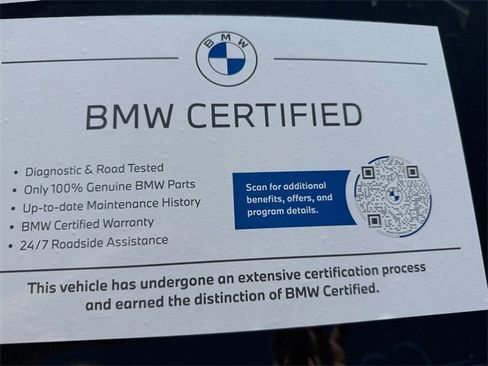 BMW
BMW CERTIFIED
• Diagnostic & Road Tested
• Only 100% Genuine BMW Parts
• Up-to-date Maintenance History
• BMW Certified Warranty
• 24/7 Roadside Assistance
Scan for additional
benefits, offers, and
program details.
This vehicle has undergone an extensive certification process
and earned the distinction of BMW Certified.